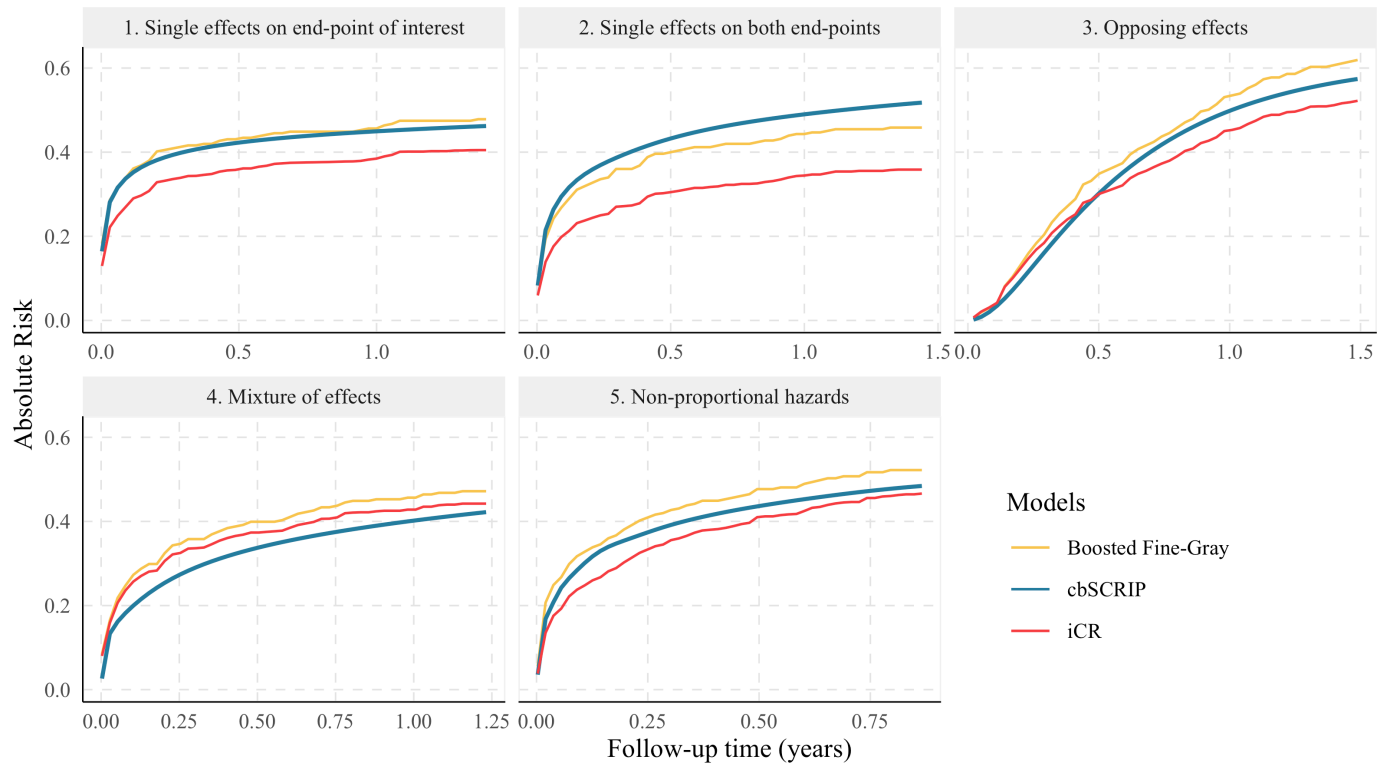 1. Single effects on end-point of interest
2. Single effects on both end-points
3. Opposing effects
0.6
0.4
0.2
0.0
0.0 0.5 1.0
0.0 0.5 1.0 1.5
0.0 0.5 1.0 1.5
Absolute Risk
4. Mixture of effects
5. Non-proportional hazards
0.6
0.4
0.2
0.0
0.00 0.25 0.50 0.75 1.00 1.25
0.00 0.25 0.50 0.75
Follow-up time (years)
Models
Boosted Fine-Gray
cbSCRIP
iCR